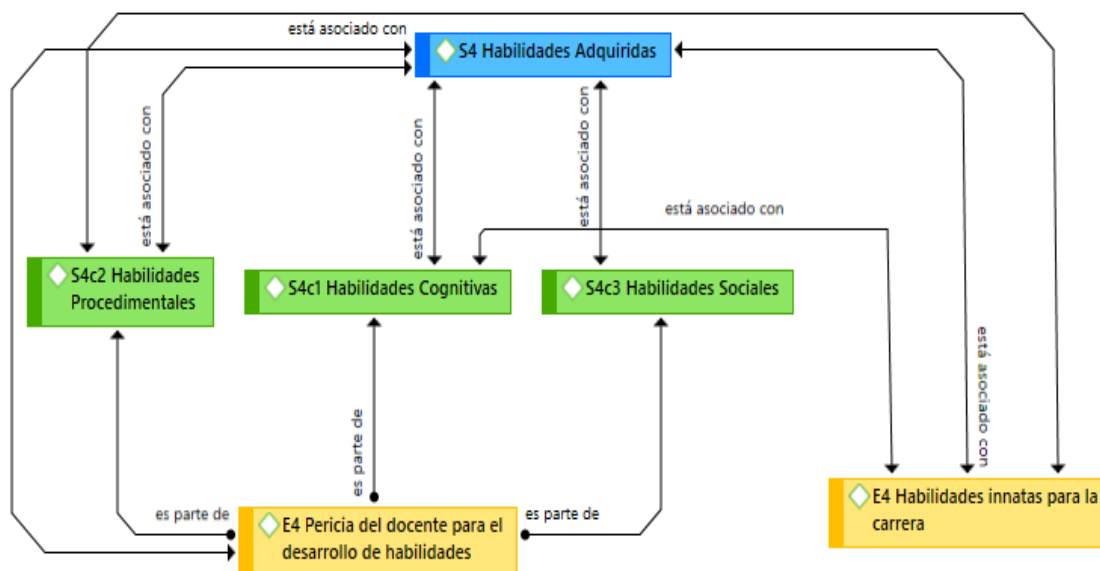 está asociado con
S4 Habilidades Adquiridas
está asociado con
está asociado con
está asociado con
está asociado con
S4c2 Habilidades
Procedimentales
S4c1 Habilidades Cognitivas
S4c3 Habilidades Sociales
está asociado con
es parte de
es parte de
E4 Pericia del docente para el
desarrollo de habilidades
es parte de
E4 Habilidades innatas para la
carrera